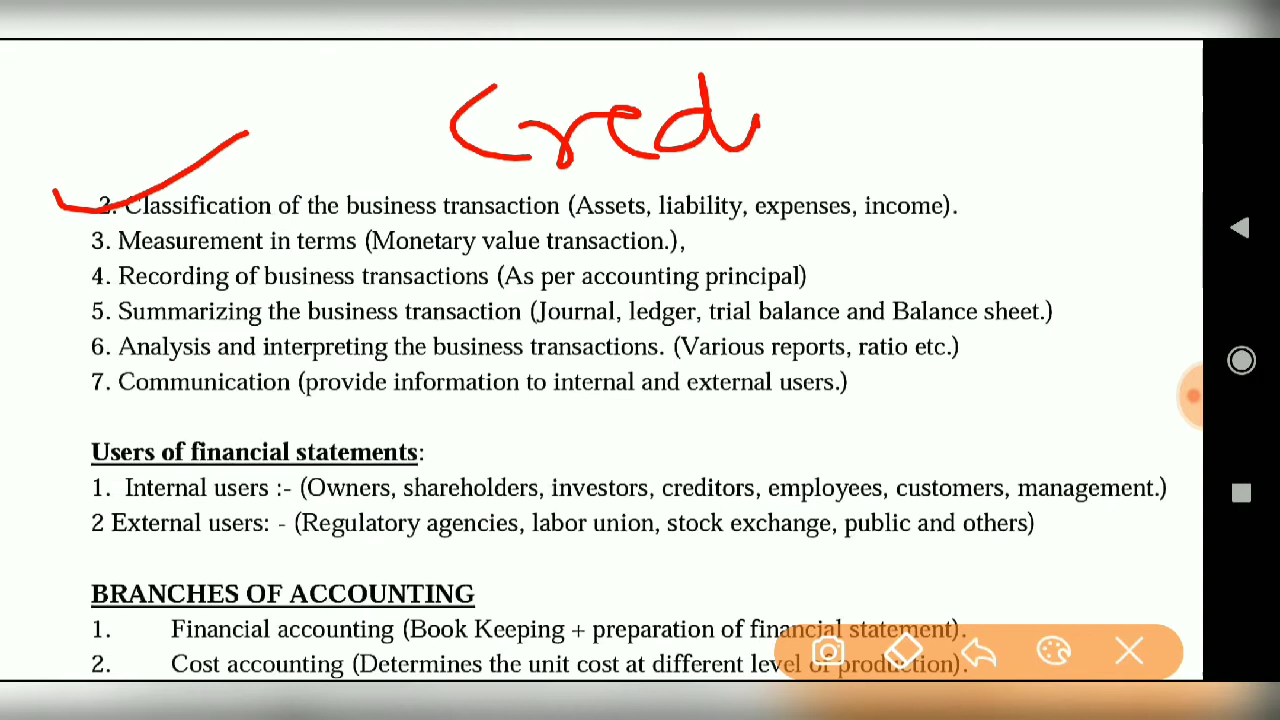 Cred
2. Classification of the business transaction (Assets, liability, expenses, income).
3. Measurement in terms (Monetary value transaction.),
4. Recording of business transactions (As per accounting principal)
5. Summarizing the business transaction (Journal, ledger, trial balance and Balance sheet.)
6. Analysis and interpreting the business transactions. (Various reports, ratio etc.)
7. Communication (provide information to internal and external users.)
Users of financial statements:
1. Internal users :- (Owners, shareholders, investors, creditors, employees, customers, management.)
2 External users: - (Regulatory agencies, labor union, stock exchange, public and others)
BRANCHES OF ACCOUNTING
1. Financial accounting (Book Keeping + preparation of financial statement).
2. Cost accounting (Determines the unit cost at different level of production).